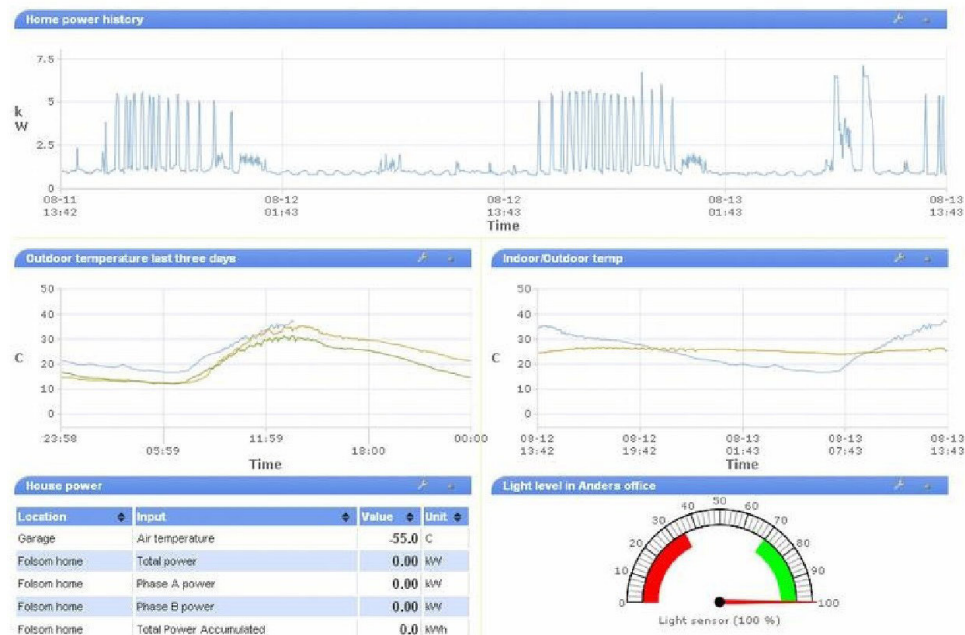 Home power history
7.5
5
k
W
2.5
0
08-11 08-12 08-12 08-13 08-13
13:42 01:43 13:43 01:43 13:43
Time
Outdoor temperature last three days
50
40
30
C
20
10
0
23:58 11:59 00:00
05:59 18:00
Time
Indoor/Outdoor temp
50
40
30
C
20
10
0
08-12 08-12 08-13 08-13 08-13
13:42 19:42 01:43 07:43 13:43
Time
House power
Location Input Value Unit
Garage Air temperature -55.0 C
Folsom home Total power 0.00 kW
Folsom home Phase A power 0.00 kW
Folsom home Phase B power 0.00 kW
Folsom home Total Power Accumulated 0.0 kWh
Light level in Anders office
50
40 60
30 70
20 80
10 90
0 100
Light sensor (100 %)